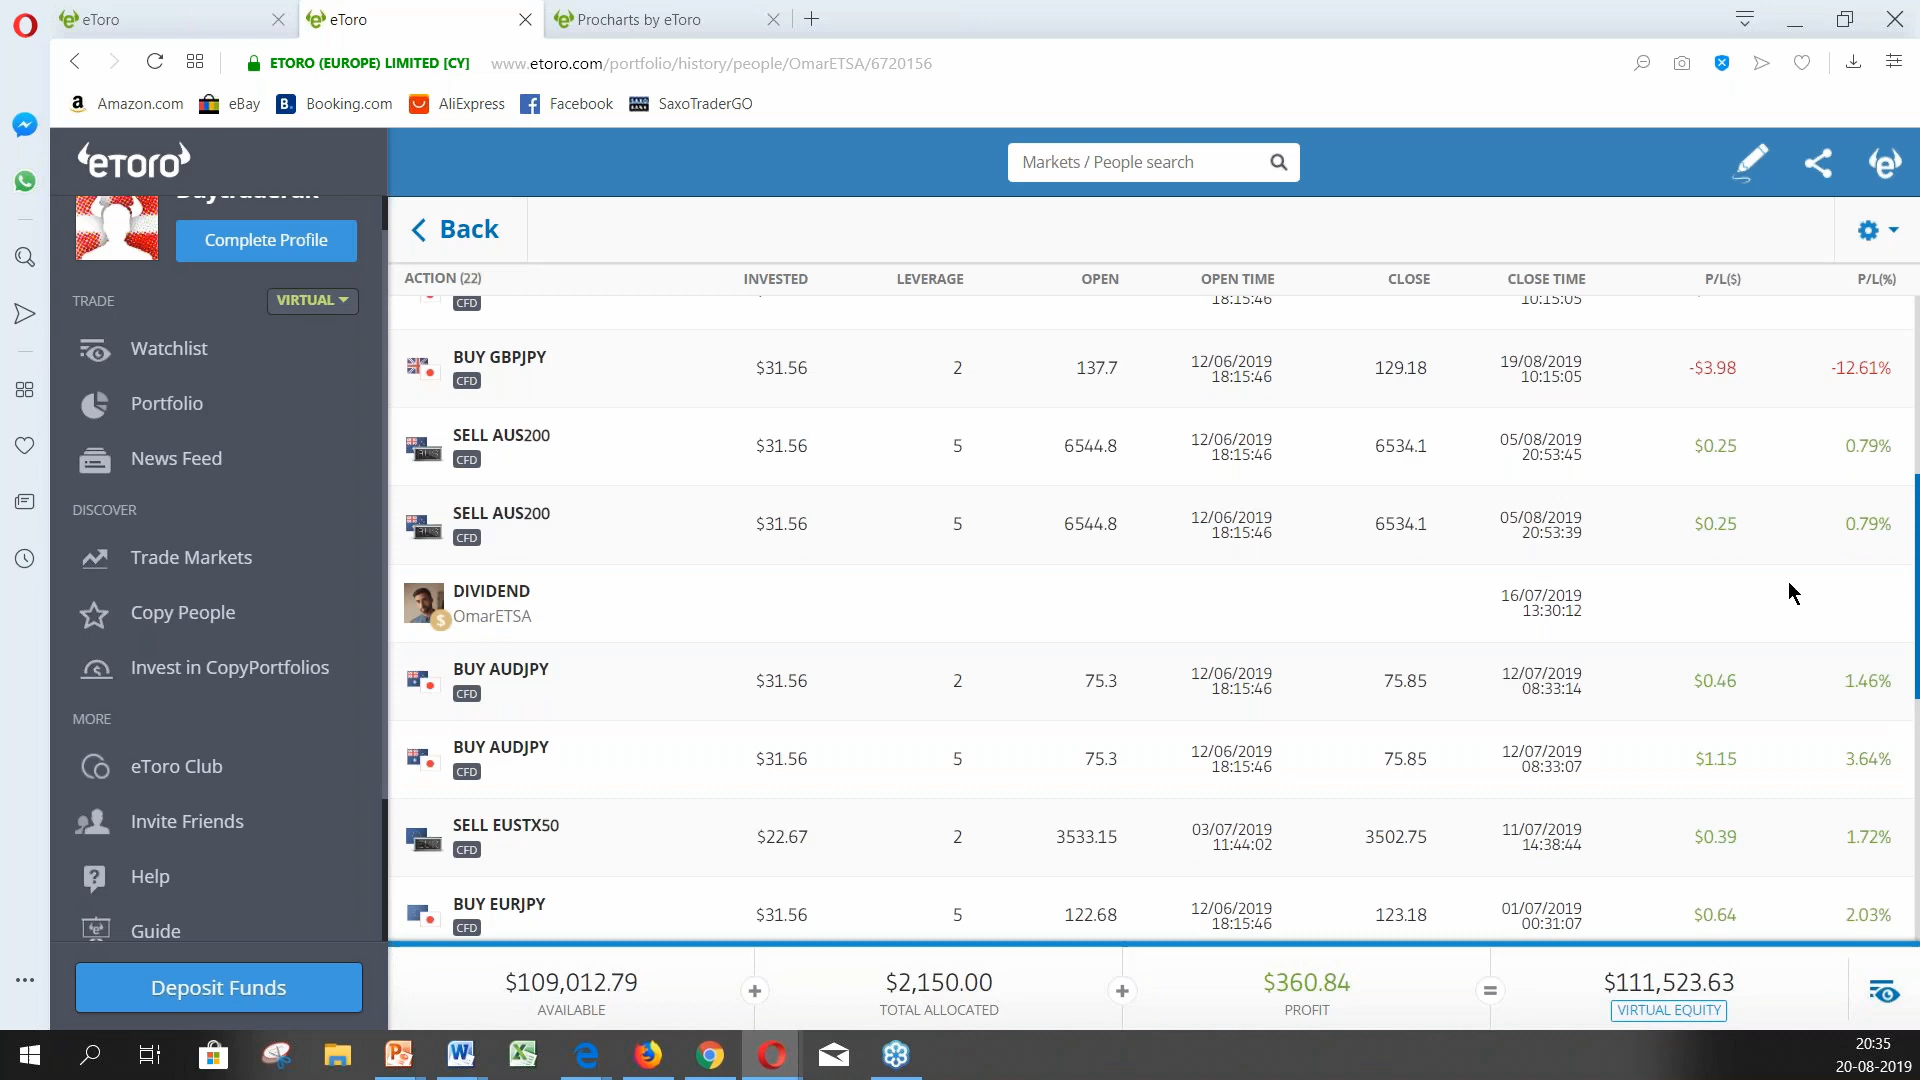 eToro
eToro
Procharts by eToro
ETORO (EUROPE) LIMITED [CY]
www.etoro.com/portfolio/history/people/OmarETSA/6720156
Amazon.com
eBay
B.
Booking.com
AliExpress
Facebook
SaxoTraderGO
eToro
Markets / People search
Complete Profile
Back
TRADE
VIRTUAL
Watchlist
Portfolio
News Feed
DISCOVER
Trade Markets
Copy People
Invest in CopyPortfolios
MORE
eToro Club
Invite Friends
Help
Guide
Deposit Funds
ACTION (22) INVESTED LEVERAGE OPEN OPEN TIME CLOSE CLOSE TIME P/L($) P/L(%)
CFD 18:15:46 10:15:05
BUY GBPJPY CFD $31.56 2 137.7 12/06/2019 18:15:46 129.18 19/08/2019 10:15:05 -$3.98 -12.61%
SELL AUS200 CFD $31.56 5 6544.8 12/06/2019 18:15:46 6534.1 05/08/2019 20:53:45 $0.25 0.79%
SELL AUS200 CFD $31.56 5 6544.8 12/06/2019 18:15:46 6534.1 05/08/2019 20:53:39 $0.25 0.79%
DIVIDEND OmarETSA 16/07/2019 13:30:12
BUY AUDJPY CFD $31.56 2 75.3 12/06/2019 18:15:46 75.85 12/07/2019 08:33:14 $0.46 1.46%
BUY AUDJPY CFD $31.56 5 75.3 12/06/2019 18:15:46 75.85 12/07/2019 08:33:07 $1.15 3.64%
SELL EUSTX50 CFD $22.67 2 3533.15 03/07/2019 11:44:02 3502.75 11/07/2019 14:38:44 $0.39 1.72%
BUY EURJPY CFD $31.56 5 122.68 12/06/2019 18:15:46 123.18 01/07/2019 00:31:07 $0.64 2.03%
$109,012.79 + $2,150.00 + $360.84 = $111,523.63
AVAILABLE TOTAL ALLOCATED PROFIT VIRTUAL EQUITY
20:35
20-08-2019